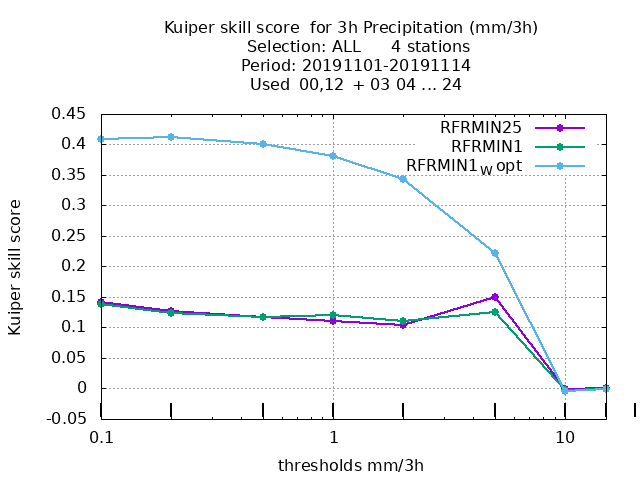 Kuiper skill score  for 3h Precipitation (mm/3h)
Selection: ALL      4 stations
Period: 20191101-20191114
Used  00,12  + 03 04 ... 24
RFRMIN25
RFRMIN1
RFRMIN1W opt
Kuiper skill score
0.45
0.4
0.35
0.3
0.25
0.2
0.15
0.1
0.05
0
-0.05
0.1 1 10
thresholds mm/3h